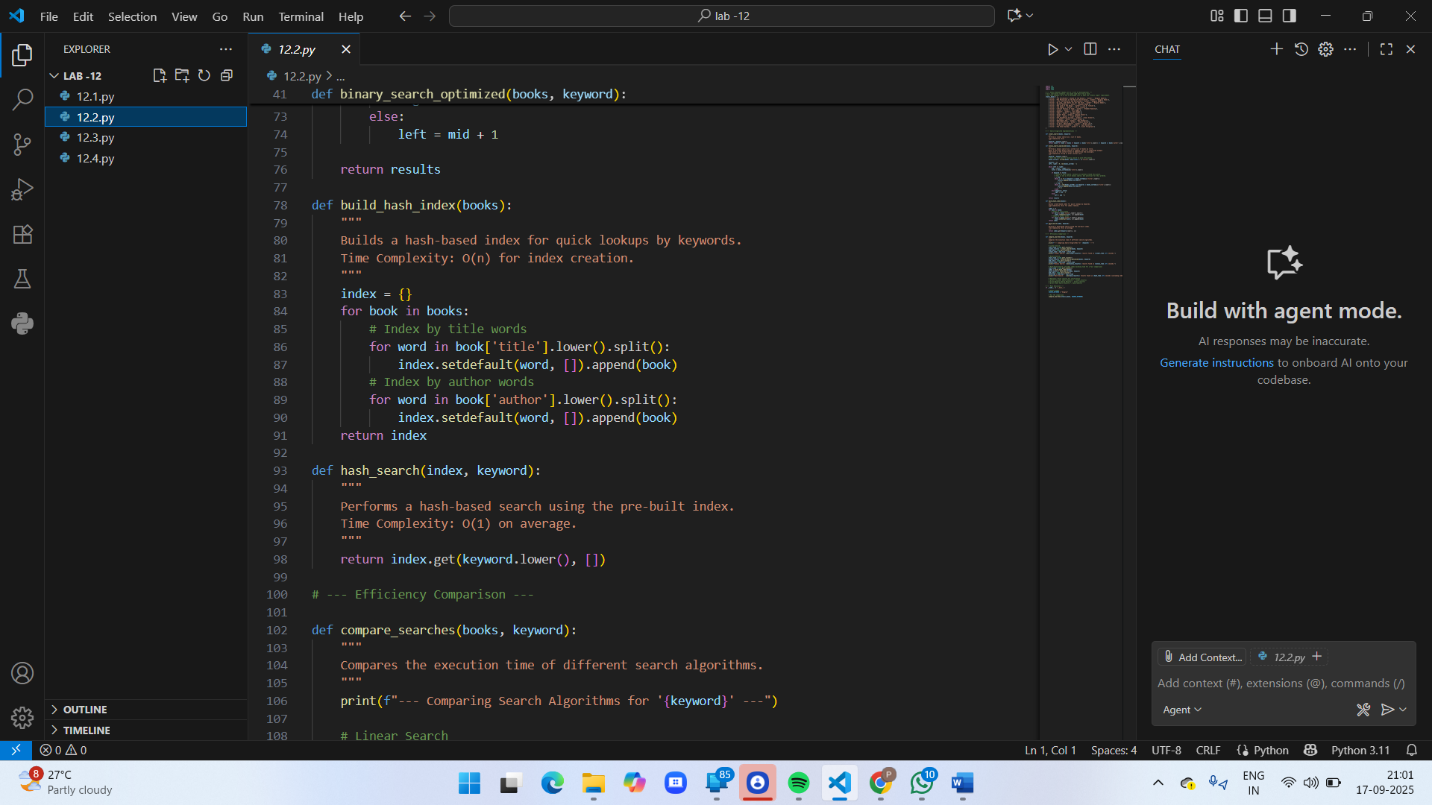 File Edit Selection View Go Run Terminal Help
lab -12
EXPLORER
LAB -12
12.1.py
12.2.py
12.3.py
12.4.py
OUTLINE
TIMELINE
12.2.py
12.2.py > ...
41 def binary_search_optimized(books, keyword):
73 else:
74 left = mid + 1
75
76 return results
77
78 def build_hash_index(books):
79 """
80 Builds a hash-based index for quick lookups by keywords.
81 Time Complexity: O(n) for index creation.
82 """
83 index = {}
84 for book in books:
85 # Index by title words
86 for word in book['title'].lower().split():
87 index.setdefault(word, []).append(book)
88 # Index by author words
89 for word in book['author'].lower().split():
90 index.setdefault(word, []).append(book)
91 return index
92
93 def hash_search(index, keyword):
94 """
95 Performs a hash-based search using the pre-built index.
96 Time Complexity: O(1) on average.
97 """
98 return index.get(keyword.lower(), [])
99
100 # --- Efficiency Comparison ---
101
102 def compare_searches(books, keyword):
103 """
104 Compares the execution time of different search algorithms.
105 """
106 print(f"--- Comparing Search Algorithms for '{keyword}' ---")
107
108 # Linear Search
CHAT
Build with agent mode.
AI responses may be inaccurate.
Generate instructions to onboard AI onto your
codebase.
Add Context...
12.2.py
Add context (#), extensions (@), commands (/)
Agent
0 0
Ln 1, Col 1 Spaces: 4 UTF-8 CRLF Python Python 3.11
8
27°C
Partly cloudy
85
P
10
W
ENG
IN
21:01
17-09-2025